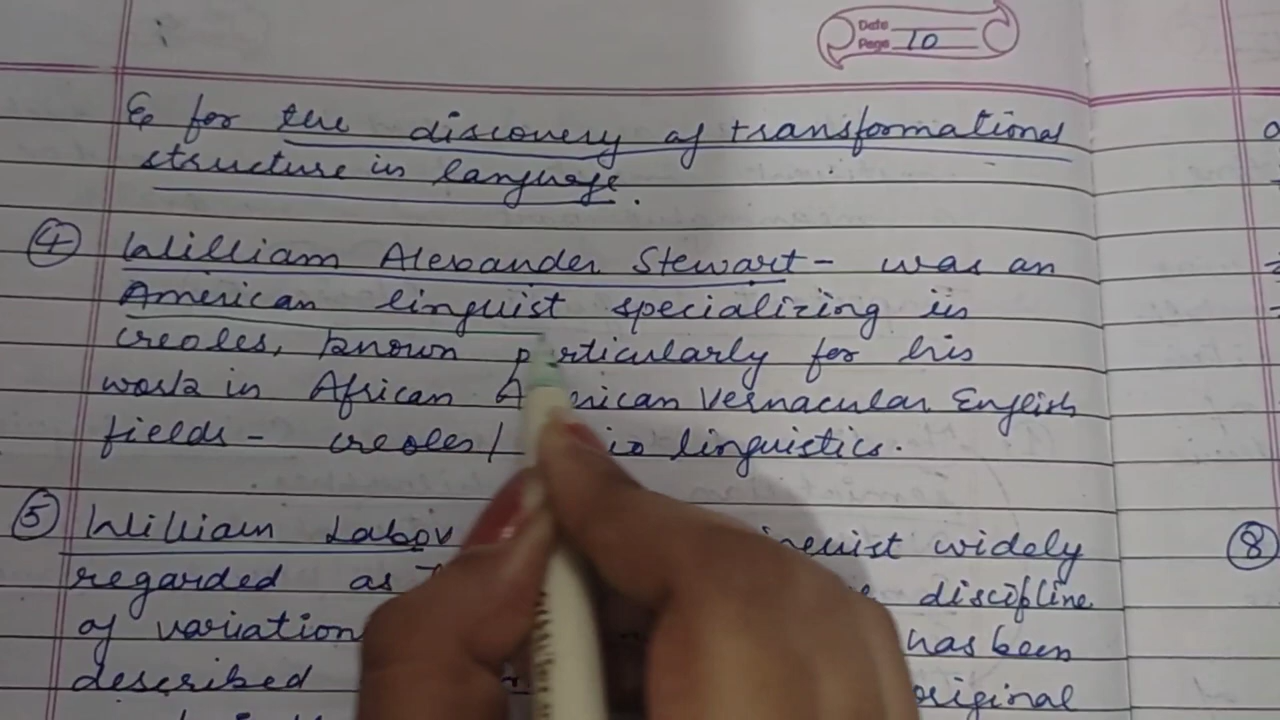 Date
Page 10
& for the discovery of transformational
structure in language.
④ William Alexander Stewart - was an
American linguist specializing in
creoles, known particularly for his
work in African American Vernacular English
fields - creoles/ linguistics.
⑤ William Labov widely
regarded as discipline
of variation has been
described original
⑧